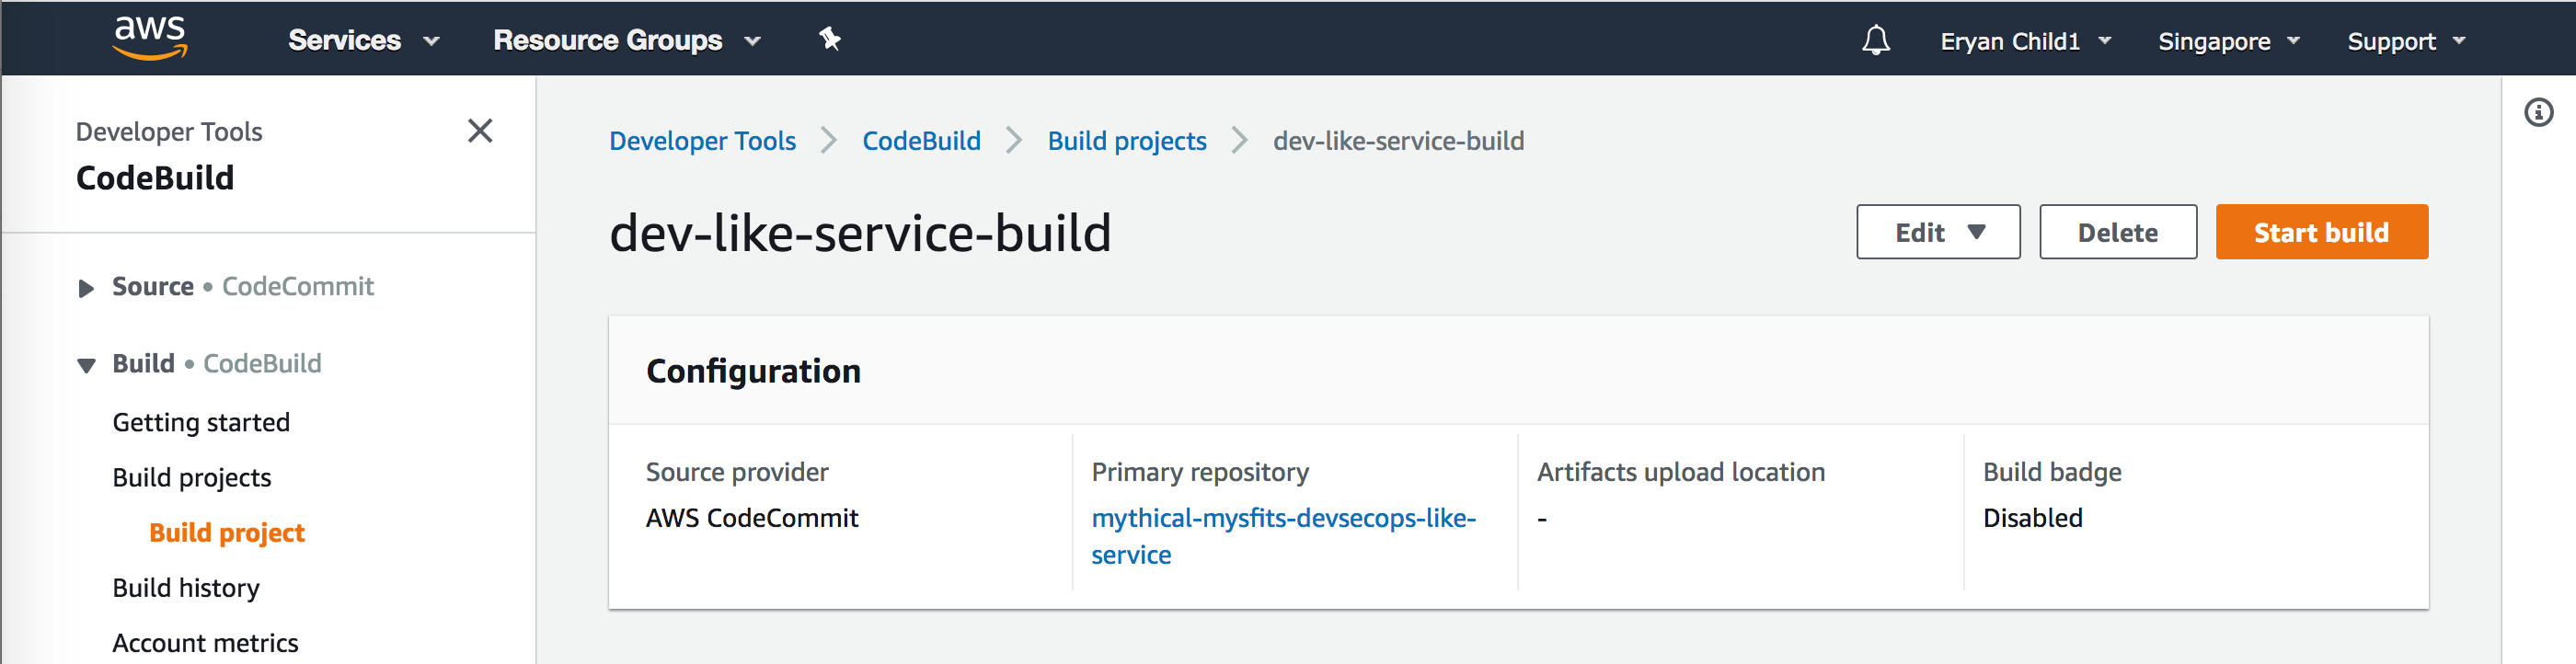 aws
Services
Resource Groups
Eryan Child1
Singapore
Support
Developer Tools
CodeBuild
Source • CodeCommit
Build • CodeBuild
Getting started
Build projects
Build project
Build history
Account metrics
Developer Tools > CodeBuild > Build projects > dev-like-service-build
dev-like-service-build
Edit
Delete
Start build
Configuration
Source provider
AWS CodeCommit
Primary repository
mythical-mysfits-devsecops-like-
service
Artifacts upload location
-
Build badge
Disabled